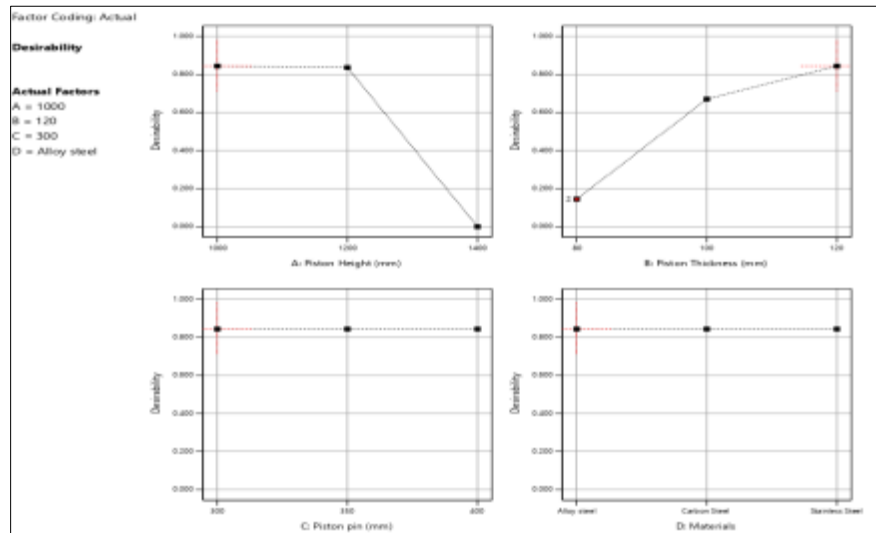 Factor Coding: Actual
Desirability
Actual Factors
A = 1000
B = 120
C = 300
D = Alloy steel
Desirability
1.000
0.800
0.600
0.400
0.200
0.000
1000 1200 1400
A: Piston Height (mm)
Desirability
1.000
0.800
0.600
0.400
0.200
0.000
2
80 100 120
B: Piston Thickness (mm)
Desirability
1.000
0.800
0.600
0.400
0.200
0.000
300 350 400
C: Piston pin (mm)
Desirability
1.000
0.800
0.600
0.400
0.200
0.000
Alloy steel Carbon Steel Stainless Steel
D: Materials